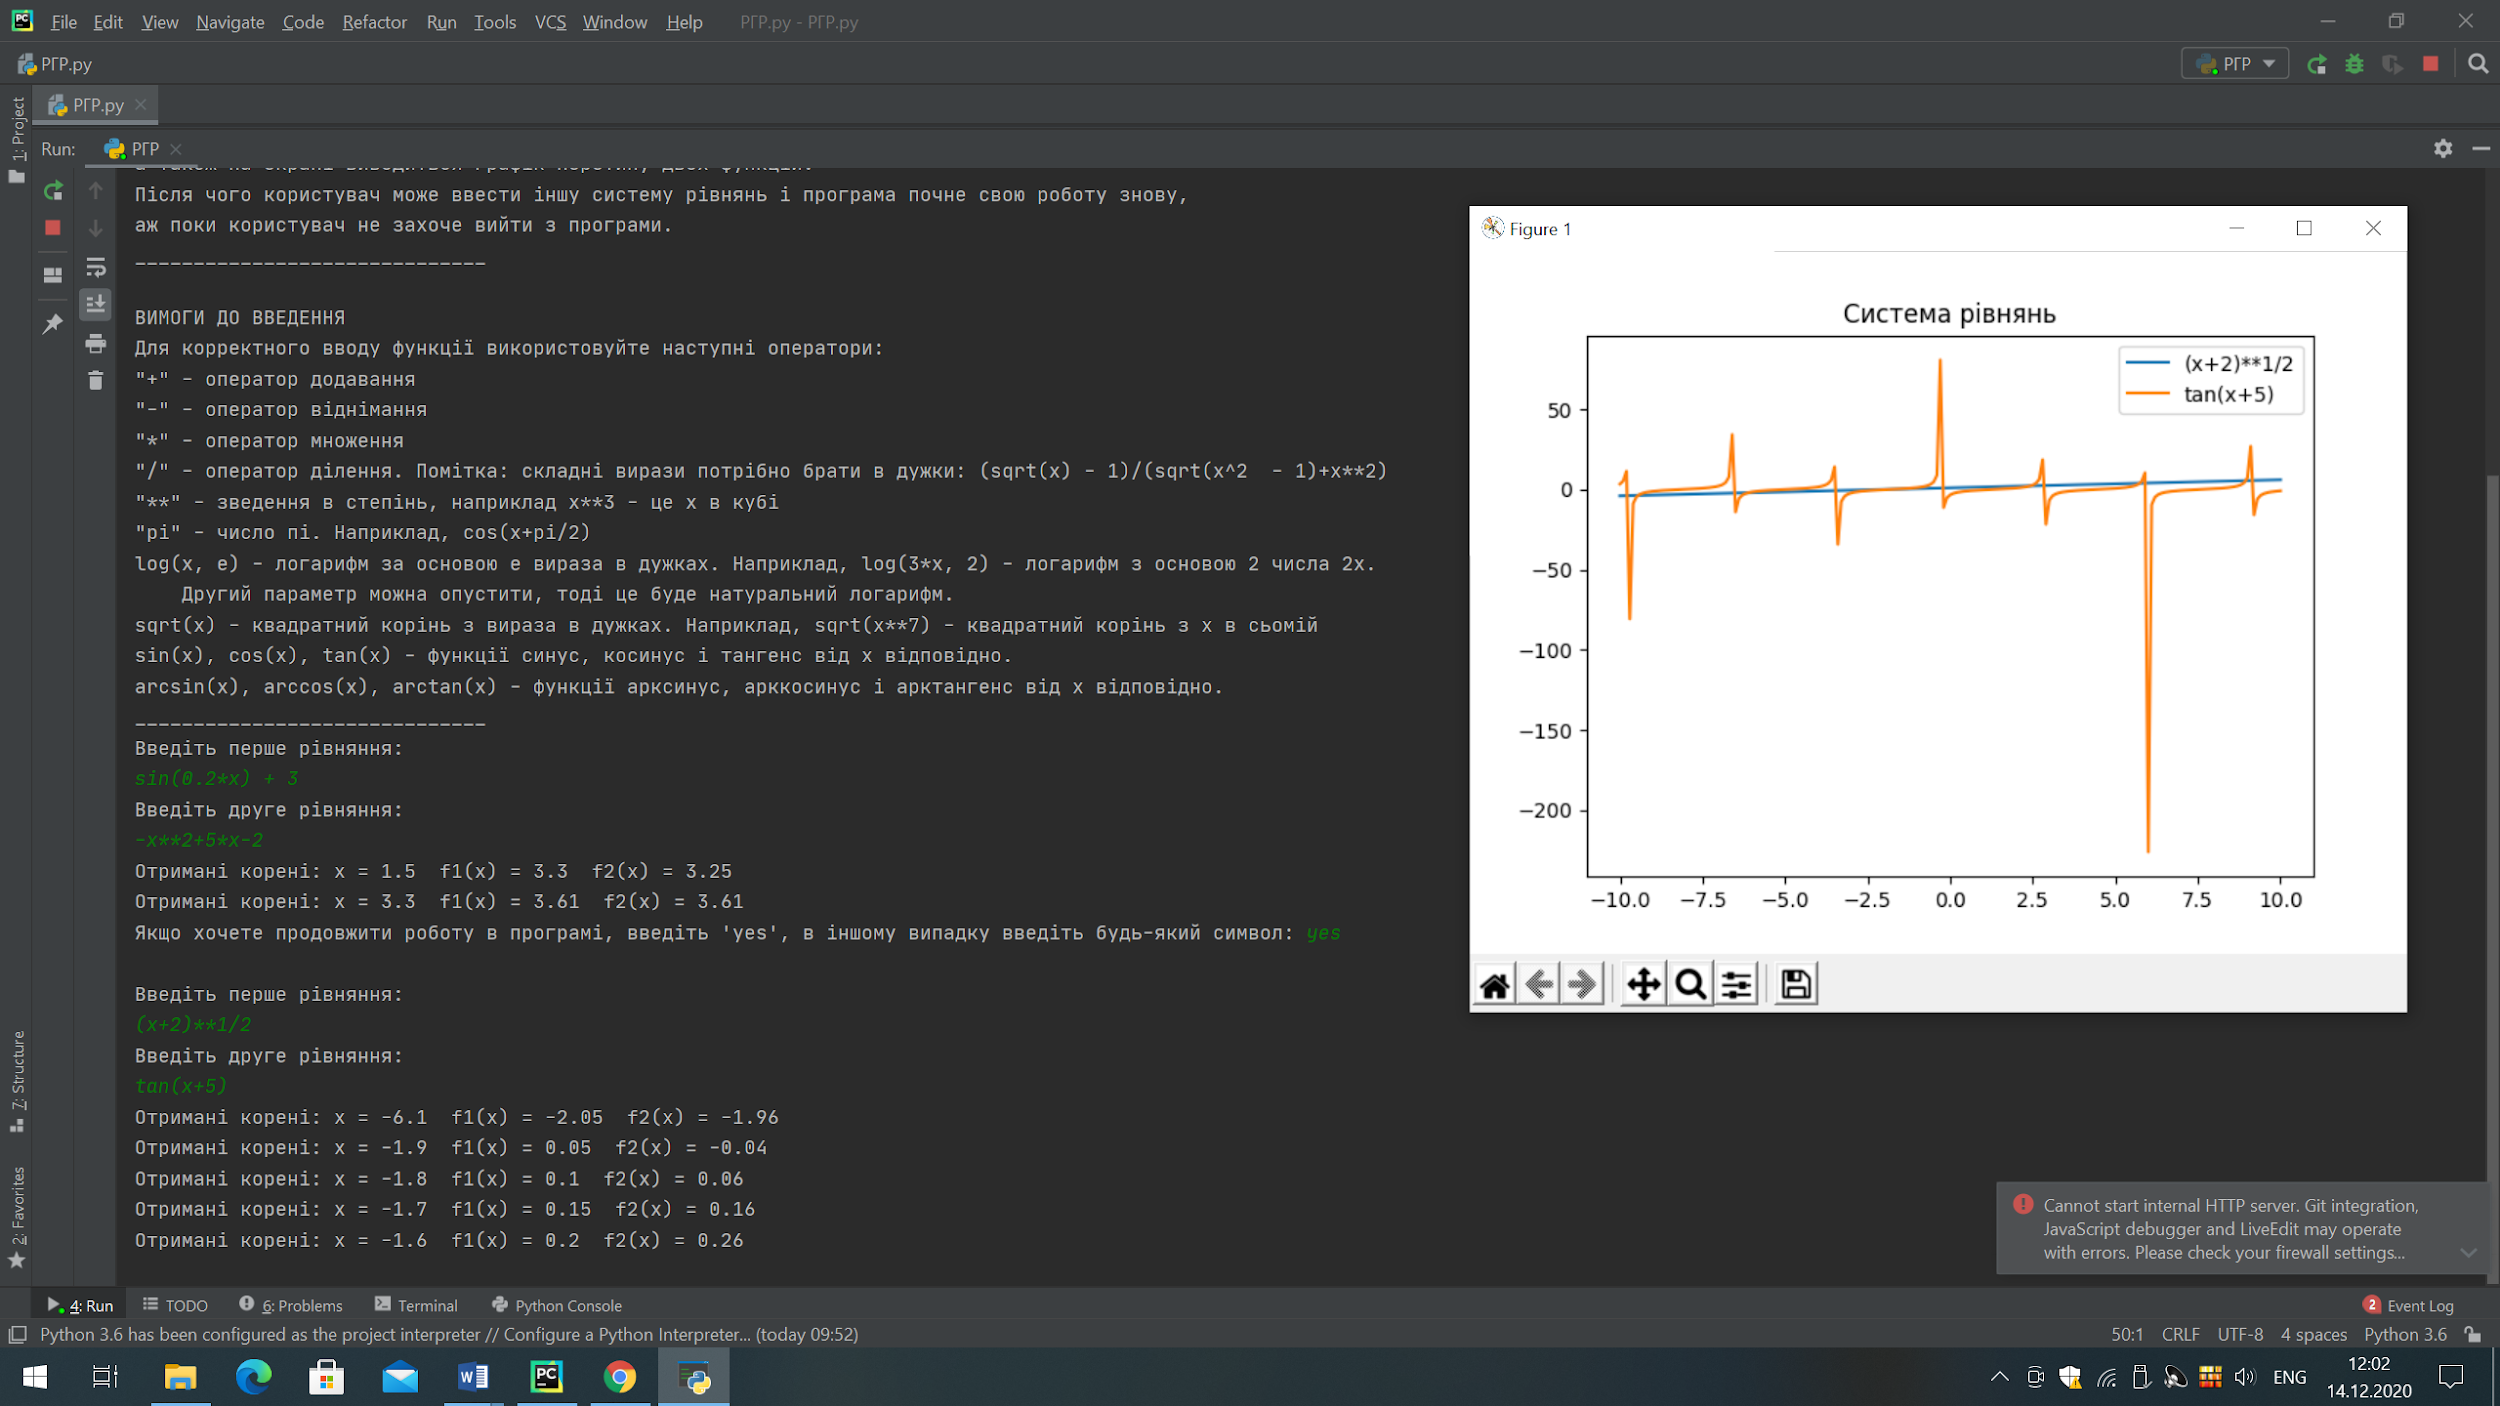 File Edit View Navigate Code Refactor Run Tools VCS Window Help РГР.py - РГР.py
РГР.py
РГР
РГР.py
1: Project
Run: РГР
Після чого користувач може ввести іншу систему рівнянь і програма почне свою роботу знову,
аж поки користувач не захоче вийти з програми.
------------------------------
ВИМОГИ ДО ВВЕДЕННЯ
Для корректного вводу функції використовуйте наступні оператори:
"+" - оператор додавання
"-" - оператор віднімання
"*" - оператор множення
"/" - оператор ділення. Помітка: складні вирази потрібно брати в дужки: (sqrt(x) - 1)/(sqrt(x^2  - 1)+x**2)
"**" - зведення в степінь, наприклад x**3 - це x в кубі
"pi" - число пі. Наприклад, cos(x+pi/2)
log(x, e) - логарифм за основою e вираза в дужках. Наприклад, log(3*x, 2) - логарифм з основою 2 числа 2x.
Другий параметр можна опустити, тоді це буде натуральний логарифм.
sqrt(x) - квадратний корінь з вираза в дужках. Наприклад, sqrt(x**7) - квадратний корінь з x в сьомій
sin(x), cos(x), tan(x) - функції синус, косинус і тангенс від x відповідно.
arcsin(x), arccos(x), arctan(x) - функції арксинус, арккосинус і арктангенс від x відповідно.
------------------------------
Введіть перше рівняння:
sin(0.2*x) + 3
Введіть друге рівняння:
-x**2+5*x-2
Отримані корені: x = 1.5  f1(x) = 3.3  f2(x) = 3.25
Отримані корені: x = 3.3  f1(x) = 3.61  f2(x) = 3.61
Якщо хочете продовжити роботу в програмі, введіть 'yes', в іншому випадку введіть будь-який символ: yes
Введіть перше рівняння:
(x+2)**1/2
Введіть друге рівняння:
tan(x+5)
Отримані корені: x = -6.1  f1(x) = -2.05  f2(x) = -1.96
Отримані корені: x = -1.9  f1(x) = 0.05  f2(x) = -0.04
Отримані корені: x = -1.8  f1(x) = 0.1  f2(x) = 0.06
Отримані корені: x = -1.7  f1(x) = 0.15  f2(x) = 0.16
Отримані корені: x = -1.6  f1(x) = 0.2  f2(x) = 0.26
Figure 1
Система рівнянь
(x+2)**1/2
tan(x+5)
50
0
−50
−100
−150
−200
−10.0 −7.5 −5.0 −2.5 0.0 2.5 5.0 7.5 10.0
7: Structure
2: Favorites
Cannot start internal HTTP server. Git integration,
JavaScript debugger and LiveEdit may operate
with errors. Please check your firewall settings...
4: Run TODO 6: Problems Terminal Python Console 2 Event Log
Python 3.6 has been configured as the project interpreter // Configure a Python Interpreter... (today 09:52) 50:1 CRLF UTF-8 4 spaces Python 3.6
ENG
12:02
14.12.2020